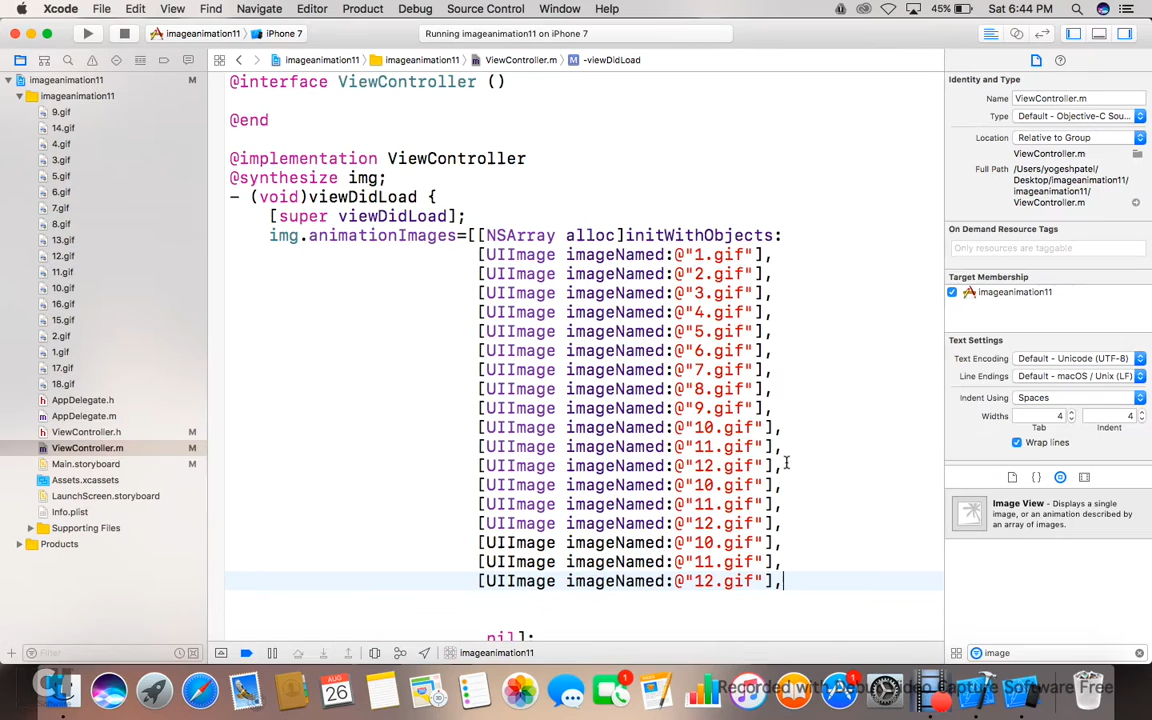 Xcode File Edit View Find Navigate Editor Product Debug Source Control Window Help 45% Sat 6:44 PM
imageanimation11 iPhone 7 Running imageanimation11 on iPhone 7
imageanimation11 imageanimation11 ViewController.m -viewDidLoad
imageanimation11 M
imageanimation11
9.gif
14.gif
4.gif
3.gif
5.gif
6.gif
7.gif
8.gif
13.gif
12.gif
11.gif
10.gif
16.gif
15.gif
2.gif
1.gif
17.gif
18.gif
AppDelegate.h
AppDelegate.m
ViewController.h M
ViewController.m M
Main.storyboard M
Assets.xcassets
LaunchScreen.storyboard
Info.plist
Supporting Files
Products
Filter
@interface ViewController ()
@end
@implementation ViewController
@synthesize img;
- (void)viewDidLoad {
[super viewDidLoad];
img.animationImages=[[NSArray alloc]initWithObjects:
[UIImage imageNamed:@"1.gif"],
[UIImage imageNamed:@"2.gif"],
[UIImage imageNamed:@"3.gif"],
[UIImage imageNamed:@"4.gif"],
[UIImage imageNamed:@"5.gif"],
[UIImage imageNamed:@"6.gif"],
[UIImage imageNamed:@"7.gif"],
[UIImage imageNamed:@"8.gif"],
[UIImage imageNamed:@"9.gif"],
[UIImage imageNamed:@"10.gif"],
[UIImage imageNamed:@"11.gif"],
[UIImage imageNamed:@"12.gif"],
[UIImage imageNamed:@"10.gif"],
[UIImage imageNamed:@"11.gif"],
[UIImage imageNamed:@"12.gif"],
[UIImage imageNamed:@"10.gif"],
[UIImage imageNamed:@"11.gif"],
[UIImage imageNamed:@"12.gif"],
nil];
imageanimation11
Identity and Type
Name ViewController.m
Type Default - Objective-C Sou...
Location Relative to Group
ViewController.m
Full Path /Users/yogeshpatel/
Desktop/imageanimation11/
imageanimation11/
ViewController.m
On Demand Resource Tags
Only resources are taggable
Target Membership
imageanimation11
Text Settings
Text Encoding Default - Unicode (UTF-8)
Line Endings Default - macOS / Unix (LF)
Indent Using Spaces
Widths 4 4
Tab Indent
Wrap lines
Image View - Displays a single
image, or an animation described by
an array of images.
image
AUG
26
1
1
Recorded with Debut Video Capture Software Free